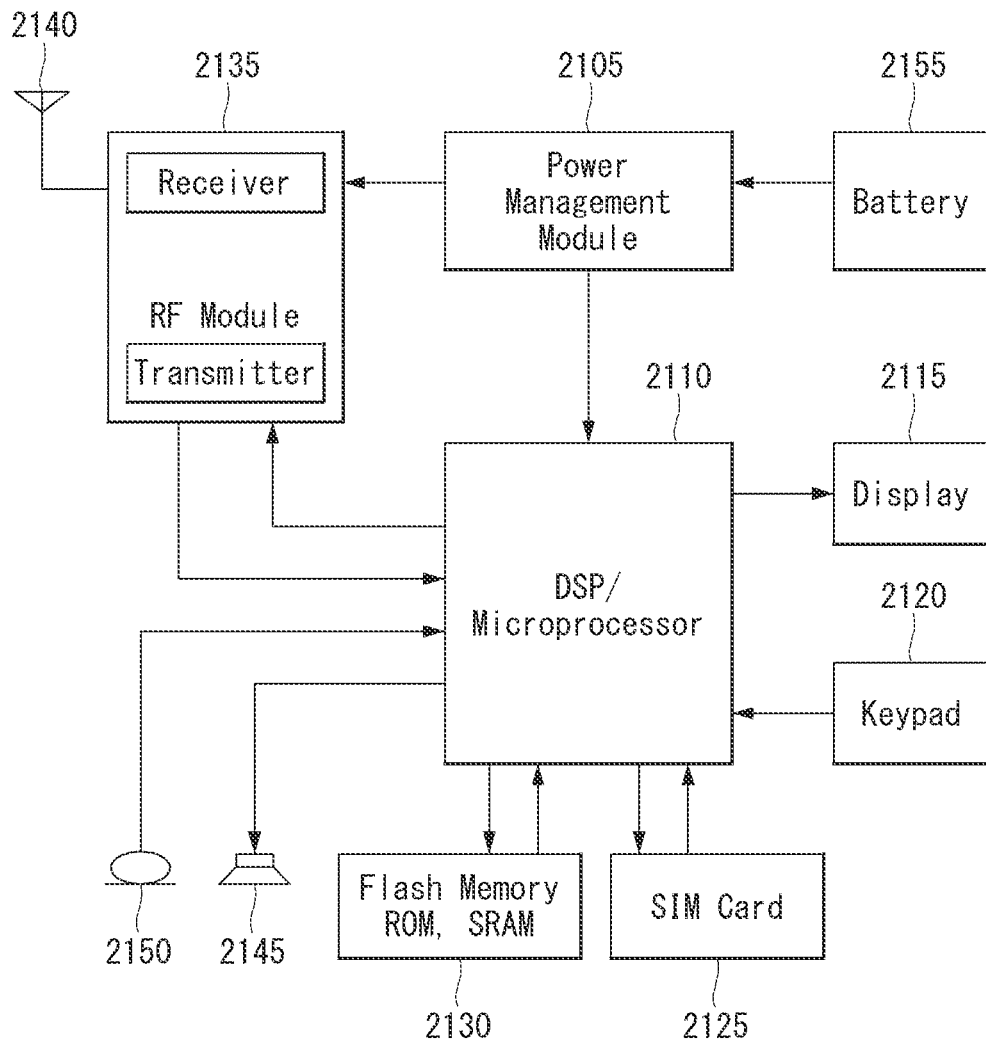 2140
2135
2105
2155
Receiver
RF Module
Transmitter
Power
Management
Module
Battery
2110
2115
DSP/
Microprocessor
Display
2120
Keypad
2150
2145
Flash Memory
ROM, SRAM
SIM Card
2130
2125